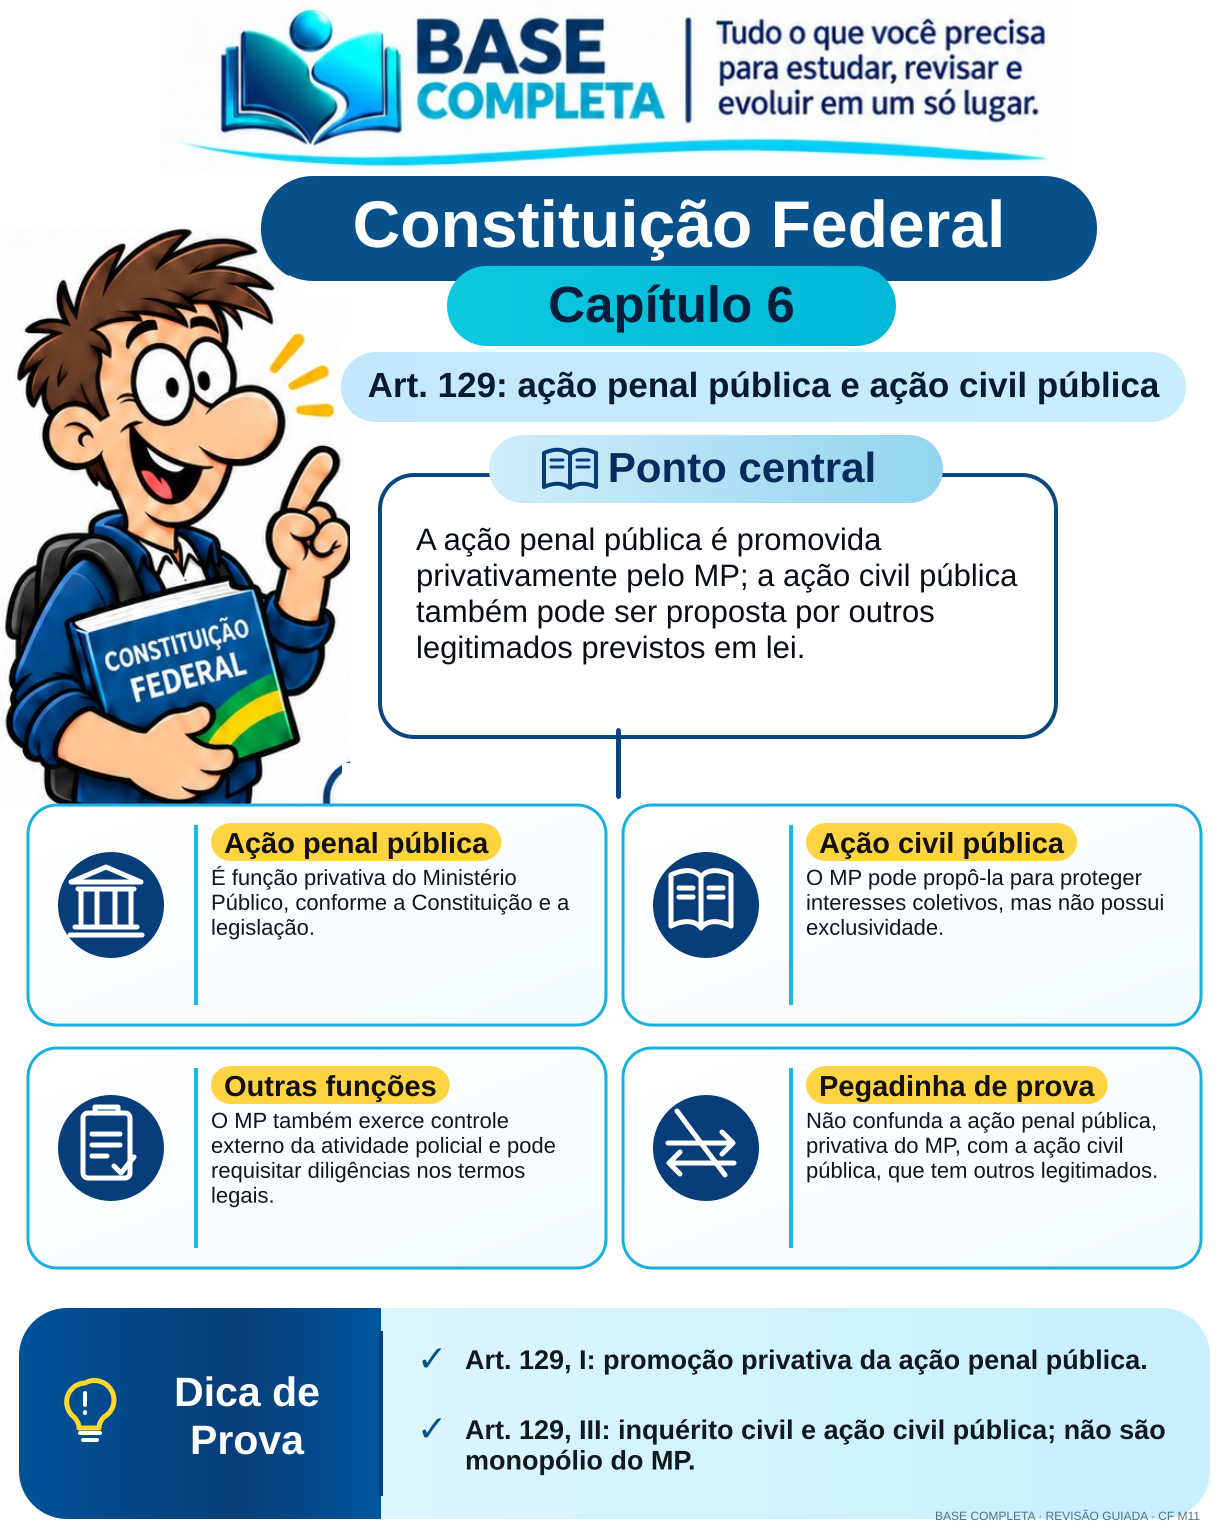 BASE
COMPLETA
Tudo o que você precisa
para estudar, revisar e
evoluir em um só lugar.
Constituição Federal
Capítulo 6
Art. 129: ação penal pública e ação civil pública
CONSTITUIÇÃO
FEDERAL
Ponto central
A ação penal pública é promovida
privativamente pelo MP; a ação civil pública
também pode ser proposta por outros
legitimados previstos em lei.
Ação penal pública
É função privativa do Ministério
Público, conforme a Constituição e a
legislação.
Ação civil pública
O MP pode propô-la para proteger
interesses coletivos, mas não possui
exclusividade.
Outras funções
O MP também exerce controle
externo da atividade policial e pode
requisitar diligências nos termos
legais.
Pegadinha de prova
Não confunda a ação penal pública,
privativa do MP, com a ação civil
pública, que tem outros legitimados.
Dica de
Prova
✓ Art. 129, I: promoção privativa da ação penal pública.
✓ Art. 129, III: inquérito civil e ação civil pública; não são
monopólio do MP.
BASE COMPLETA · REVISÃO GUIADA · CF M11